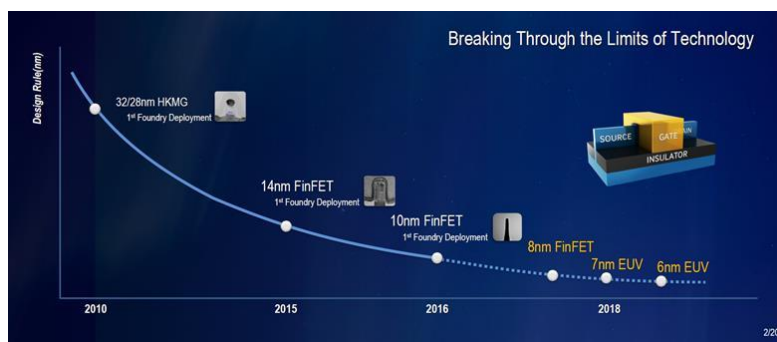 Breaking Through the Limits of Technology
Design Rule(nm)
32/28nm HKMG
1st Foundry Deployment
14nm FinFET
1st Foundry Deployment
10nm FinFET
1st Foundry Deployment
8nm FinFET
7nm EUV
6nm EUV
SOURCE
GATE
INSULATOR
2010
2015
2016
2018
2/20